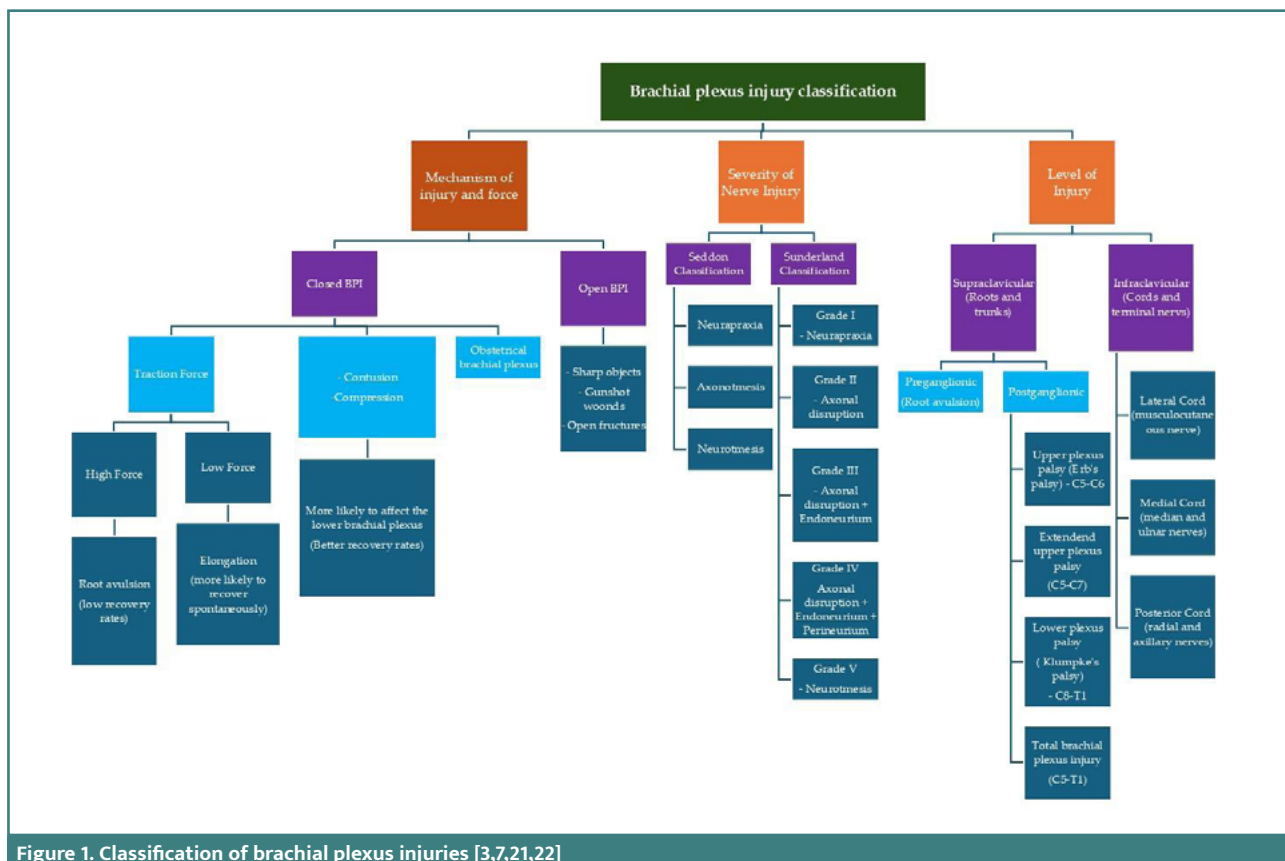 Brachial plexus injury classification
Mechanism of
injury and force
Severity of
Nerve Injury
Level of
Injury
Closed BPI
Open BPI
Seddon
Classification
Sunderland
Classification
Supraclavicular
(Roots and
trunks)
Infraclavicular
(Cords and
terminal nervs)
Traction Force
- Contusion
-Compression
Obstetrical
brachial plexus
- Sharp objects
- Gunshot
woonds
- Open fructures
Neurapraxia
Axonotmesis
Neurotmesis
Grade I
- Neurapraxia
Grade II
- Axonal
disruption
Grade III
- Axonal
disruption +
Endoneurium
Grade IV
Axonal
disruption +
Endoneurium +
Perineurium
Grade V
- Neurotmesis
Preganglionic
(Root avulsion)
Postganglionic
Upper plexus
palsy (Erb's
palsy) - C5-C6
Extendend
upper plexus
palsy
(C5-C7)
Lower plexus
palsy
( Klumpke's
palsy)
- C8-T1
Total brachial
plexus injury
(C5-T1)
Lateral Cord
(musculocutane
ous nerve)
Medial Cord
(median and
ulnar nerves)
Posterior Cord
(radial and
axillary nerves)
High Force
Low Force
More likely to affect the
lower brachial plexus
(Better recovery rates)
Root avulsion
(low recovery
rates)
Elongation
(more likely to
recover
spontaneously)
Figure 1. Classification of brachial plexus injuries [3,7,21,22]